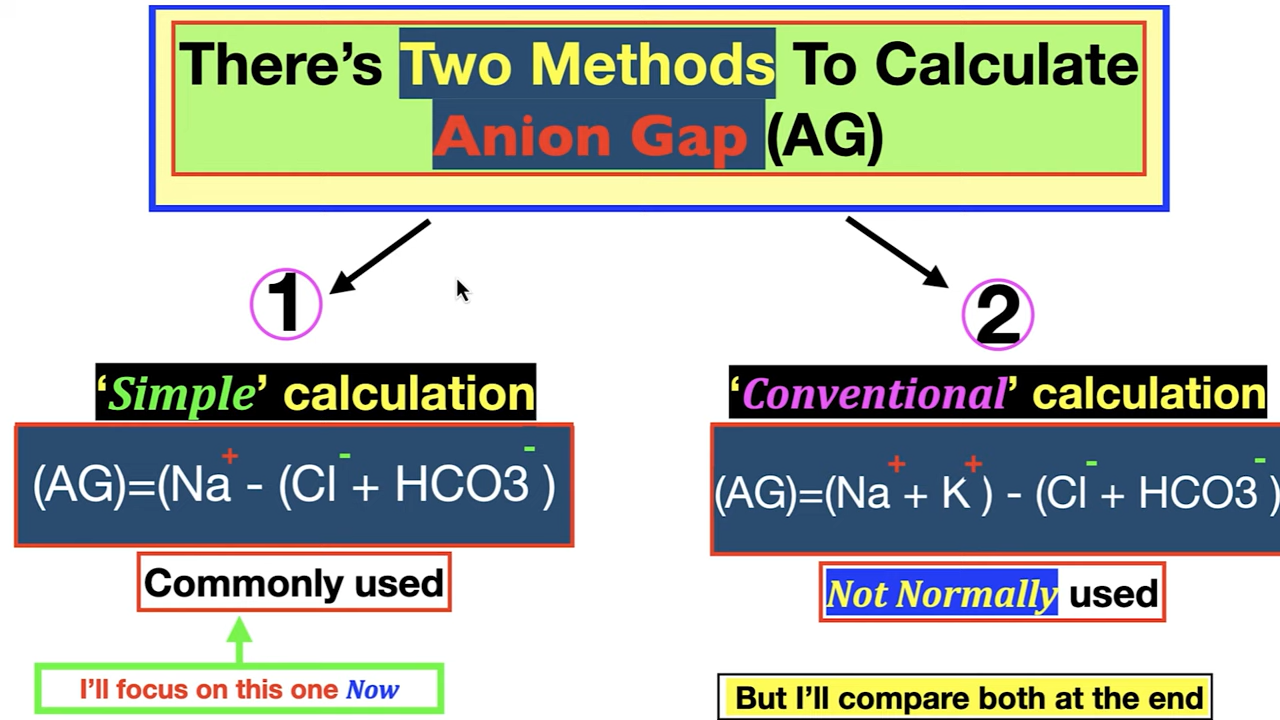 There's Two Methods To Calculate
Anion Gap (AG)
1
2
'Simple' calculation
'Conventional' calculation
(AG)=(Na⁺ - (Cl⁻ + HCO3⁻)
(AG)=(Na⁺ + K⁺) - (Cl⁻ + HCO3⁻)
Commonly used
Not Normally used
I'll focus on this one Now
But I'll compare both at the end